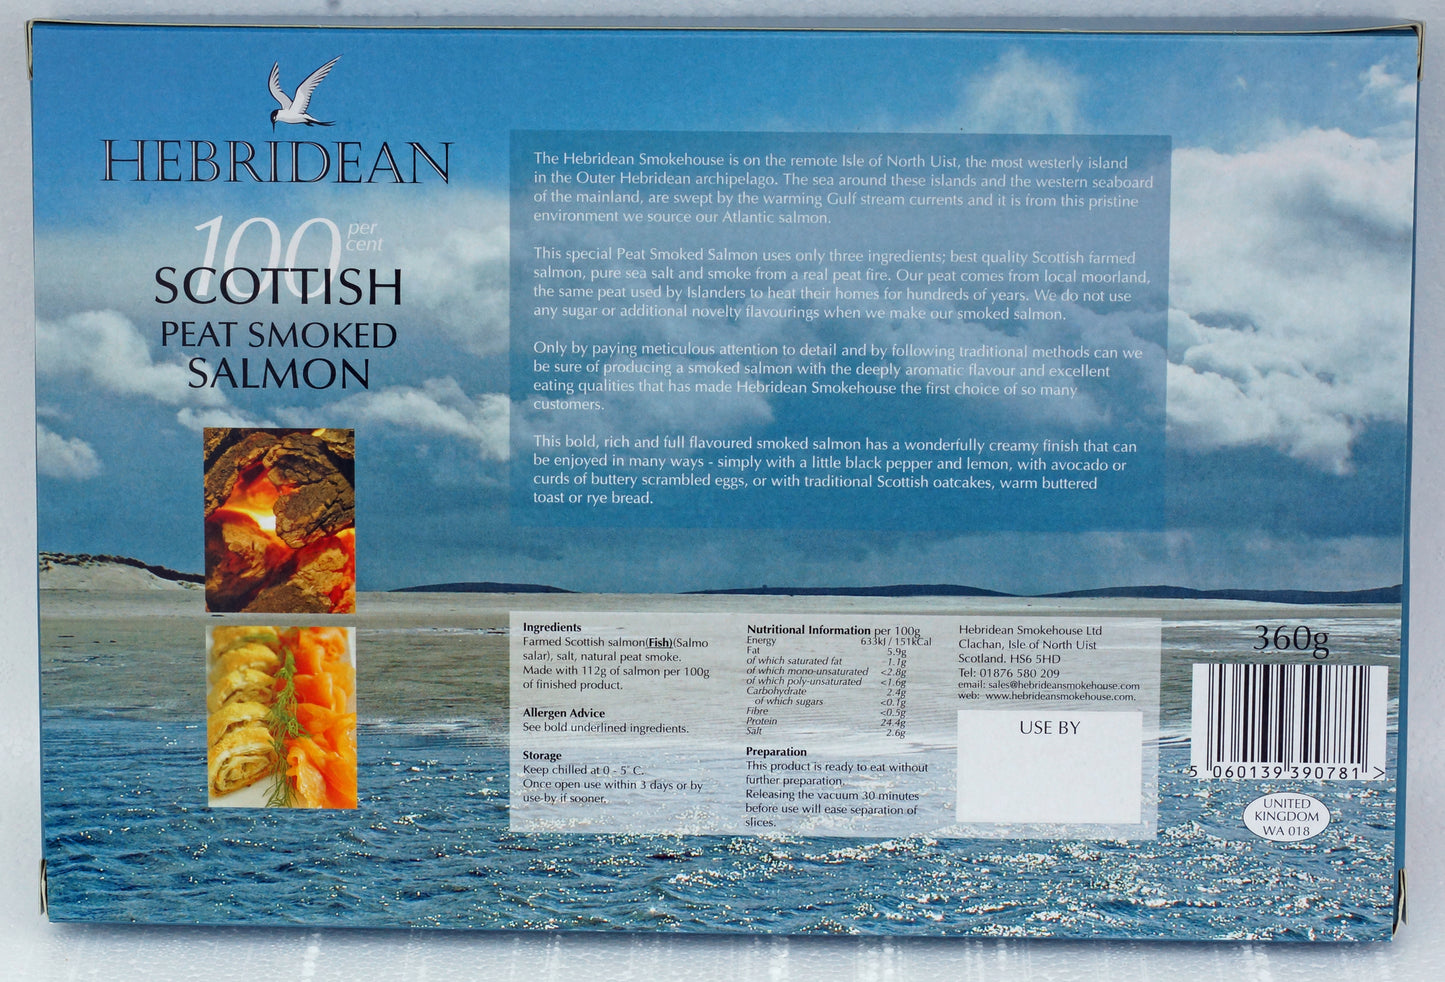 HEBRIDEAN
100 per cent
SCOTTISH
PEAT SMOKED
SALMON
The Hebridean Smokehouse is on the remote Isle of North Uist, the most westerly island
in the Outer Hebridean archipelago. The sea around these islands and the western seaboard
of the mainland, are swept by the warming Gulf stream currents and it is from this pristine
environment we source our Atlantic salmon.
This special Peat Smoked Salmon uses only three ingredients; best quality Scottish farmed
salmon, pure sea salt and smoke from a real peat fire. Our peat comes from local moorland,
the same peat used by Islanders to heat their homes for hundreds of years. We do not use
any sugar or additional novelty flavourings when we make our smoked salmon.
Only by paying meticulous attention to detail and by following traditional methods can we
be sure of producing a smoked salmon with the deeply aromatic flavour and excellent
eating qualities that has made Hebridean Smokehouse the first choice of so many
customers.
This bold, rich and full flavoured smoked salmon has a wonderfully creamy finish that can
be enjoyed in many ways - simply with a little black pepper and lemon, with avocado or
curds of buttery scrambled eggs, or with traditional Scottish oatcakes, warm buttered
toast or rye bread.
Ingredients
Farmed Scottish salmon(Fish)(Salmo
salar), salt, natural peat smoke.
Made with 112g of salmon per 100g
of finished product.
Allergen Advice
See bold underlined ingredients.
Storage
Keep chilled at 0 - 5°C.
Once open use within 3 days or by
use-by if sooner.
Nutritional Information per 100g
Energy 633kJ / 151kCal
Fat 5.9g
of which saturated fat 1.1g
of which mono-unsaturated <2.8g
of which poly-unsaturated <1.6g
Carbohydrate 2.4g
of which sugars <0.1g
Fibre <0.5g
Protein 24.4g
Salt 2.6g
Preparation
This product is ready to eat without
further preparation.
Releasing the vacuum 30 minutes
before use will ease separation of
slices.
Hebridean Smokehouse Ltd
Clachan, Isle of North Uist
Scotland. HS6 5HD
Tel: 01876 580 209
email: sales@hebrideansmokehouse.com
web: www.hebrideansmokehouse.com.
USE BY
360g
5 060139 390781 >
UNITED
KINGDOM
WA 018